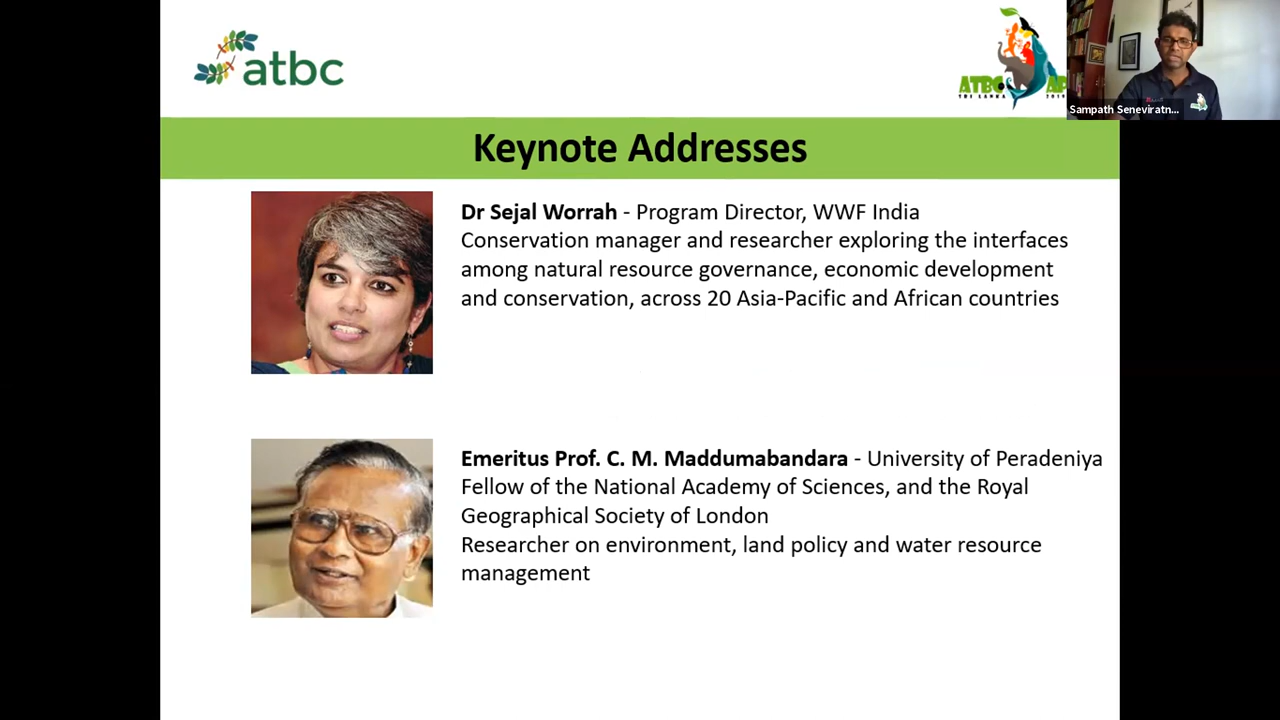 atbc
ATBC AP
Sampath Seneviratn...
Keynote Addresses
Dr Sejal Worrah - Program Director, WWF India
Conservation manager and researcher exploring the interfaces
among natural resource governance, economic development
and conservation, across 20 Asia-Pacific and African countries
Emeritus Prof. C. M. Maddumabandara - University of Peradeniya
Fellow of the National Academy of Sciences, and the Royal
Geographical Society of London
Researcher on environment, land policy and water resource
management